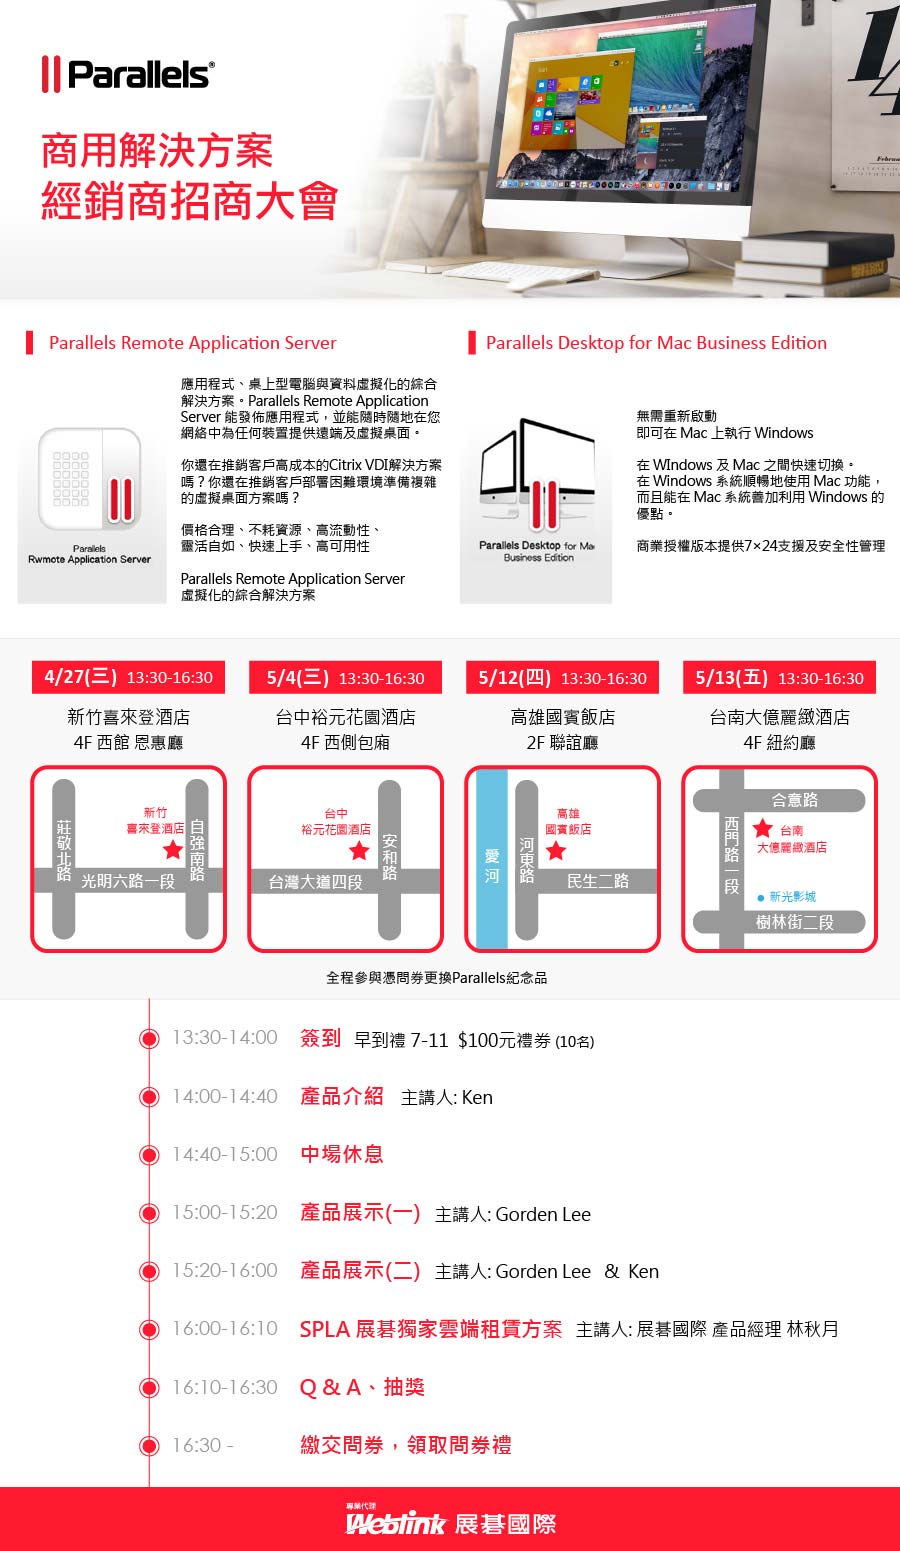 Parallels®
商用解決方案
經銷商招商大會
Parallels Remote Application Server
應用程式、桌上型電腦與資料虛擬化的綜合
解決方案。Parallels Remote Application
Server 能發佈應用程式，並能隨時隨地在您
網絡中為任何裝置提供遠端及虛擬桌面。
你還在推銷客戶高成本的Citrix VDI解決方案
嗎？你還在推銷客戶部署困難環境準備複雜
的虛擬桌面方案嗎？
價格合理、不耗資源、高流動性、
靈活自如、快速上手、高可用性
Parallels Remote Application Server
虛擬化的綜合解決方案
Parallels
Rwmote Application Server
Parallels Desktop for Mac Business Edition
無需重新啟動
即可在 Mac 上執行 Windows
在 WIndows 及 Mac 之間快速切換。
在 Windows 系統順暢地使用 Mac 功能，
而且能在 Mac 系統善加利用 Windows 的
優點。
商業授權版本提供7×24支援及安全性管理
Parallels Desktop for Ma
Business Edition
4/27(三) 13:30-16:30
新竹喜來登酒店
4F 西館 恩惠廳
莊敬北路
新竹
喜來登酒店
自強南路
光明六路一段
5/4(三) 13:30-16:30
台中裕元花園酒店
4F 西側包廂
台中
裕元花園酒店
安和路
台灣大道四段
5/12(四) 13:30-16:30
高雄國賓飯店
2F 聯誼廳
愛河
河東路
高雄
國賓飯店
民生二路
5/13(五) 13:30-16:30
台南大億麗緻酒店
4F 紐約廳
合意路
西門路一段
台南
大億麗緻酒店
新光影城
樹林街二段
全程參與憑問券更換Parallels紀念品
13:30-14:00 簽到 早到禮 7-11 $100元禮券 (10名)
14:00-14:40 產品介紹 主講人: Ken
14:40-15:00 中場休息
15:00-15:20 產品展示(一) 主講人: Gorden Lee
15:20-16:00 產品展示(二) 主講人: Gorden Lee & Ken
16:00-16:10 SPLA 展碁獨家雲端租賃方案 主講人: 展碁國際 產品經理 林秋月
16:10-16:30 Q & A、抽獎
16:30 - 繳交問券，領取問券禮
專業代理
Weblink 展碁國際